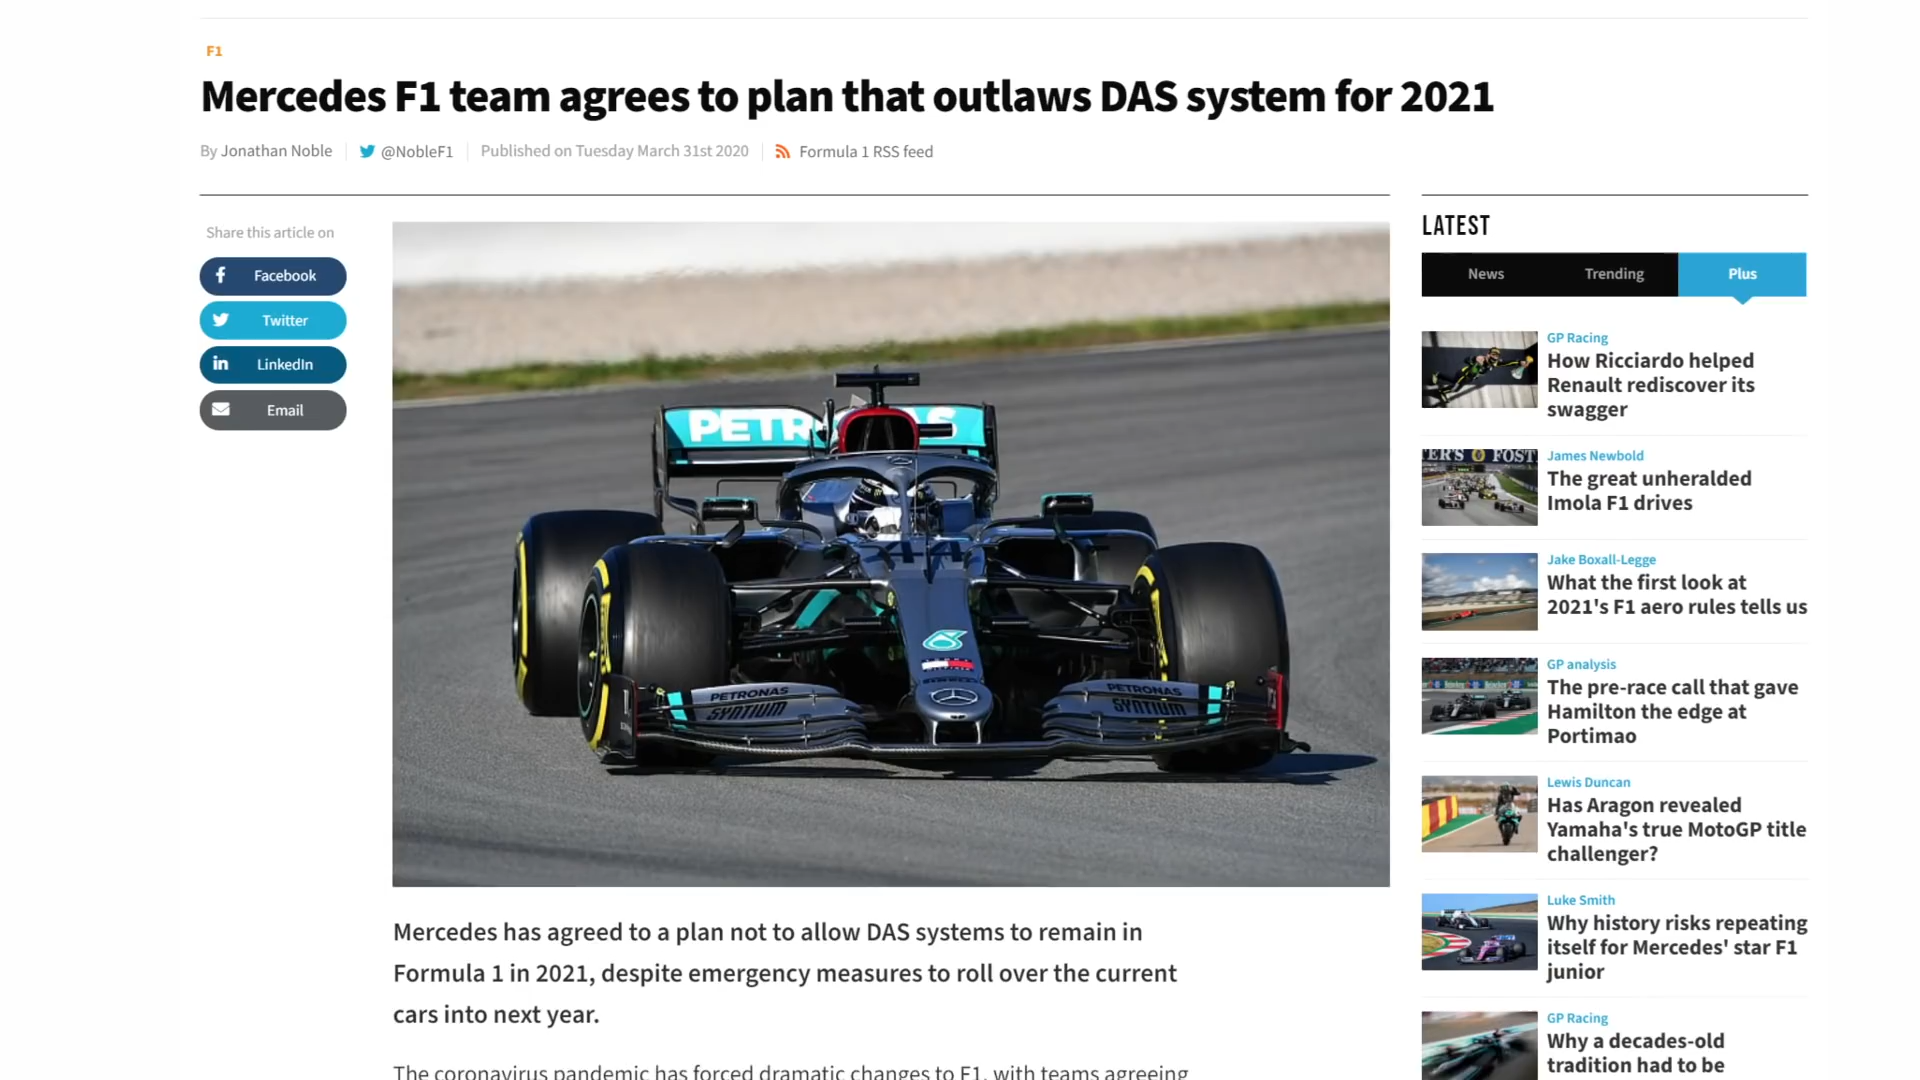 F1
Mercedes F1 team agrees to plan that outlaws DAS system for 2021
By Jonathan Noble
@NobleF1
Published on Tuesday March 31st 2020
Formula 1 RSS feed
Share this article on
Facebook
Twitter
LinkedIn
Email
PETR AS
44
PETRONAS
SYNTIUM
PETRONAS
SYNTIUM
Mercedes has agreed to a plan not to allow DAS systems to remain in
Formula 1 in 2021, despite emergency measures to roll over the current
cars into next year.
The coronavirus pandemic has forced dramatic changes to F1, with teams agreeing
LATEST
News
Trending
Plus
GP Racing
How Ricciardo helped
Renault rediscover its
swagger
James Newbold
The great unheralded
Imola F1 drives
Jake Boxall-Legge
What the first look at
2021's F1 aero rules tells us
GP analysis
The pre-race call that gave
Hamilton the edge at
Portimao
Lewis Duncan
Has Aragon revealed
Yamaha's true MotoGP title
challenger?
Luke Smith
Why history risks repeating
itself for Mercedes' star F1
junior
GP Racing
Why a decades-old
tradition had to be